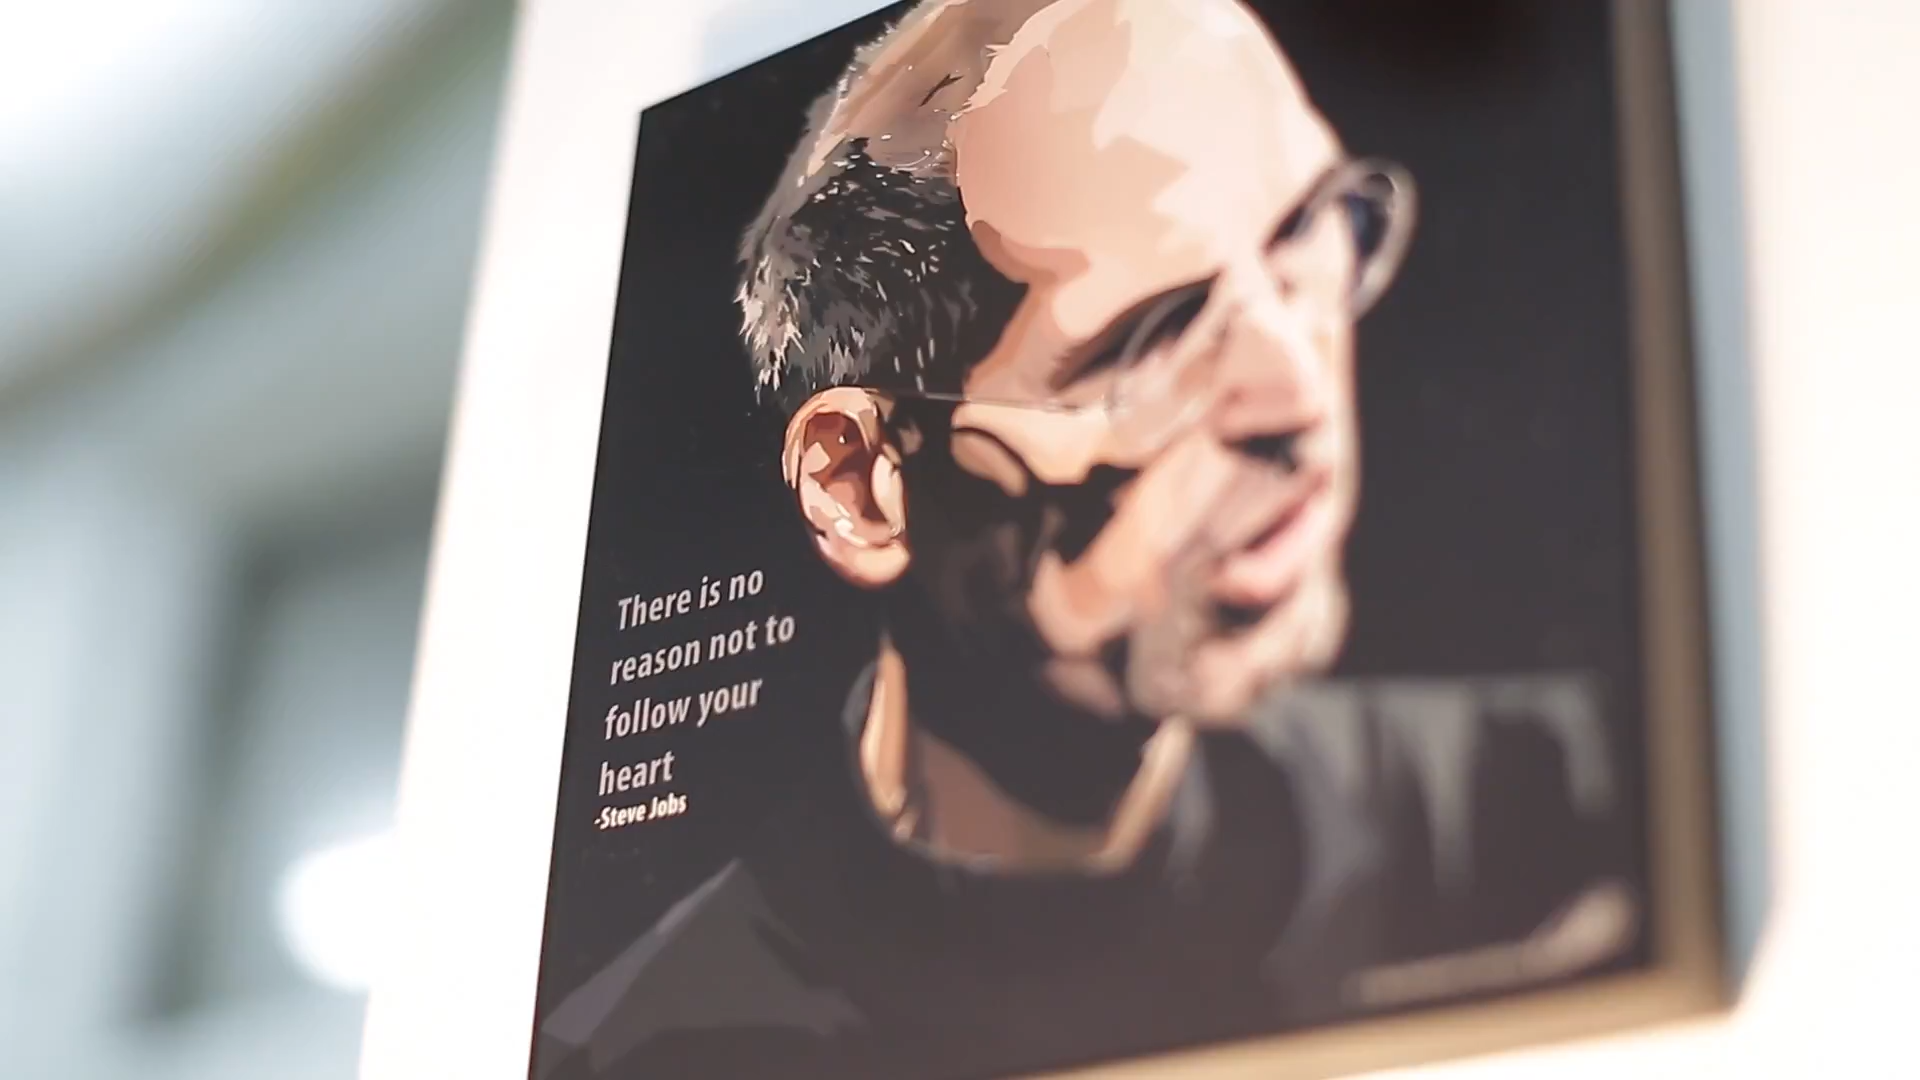 There is no
reason not to
follow your
heart
-Steve Jobs